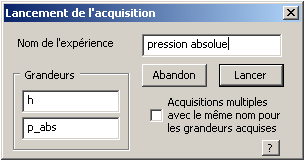 Lancement de l'acquisition
Nom de l'expérience
pression absolue
Grandeurs
h
p_abs
Abandon
Lancer
Acquisitions multiples
avec le même nom pour
les grandeurs acquises
?